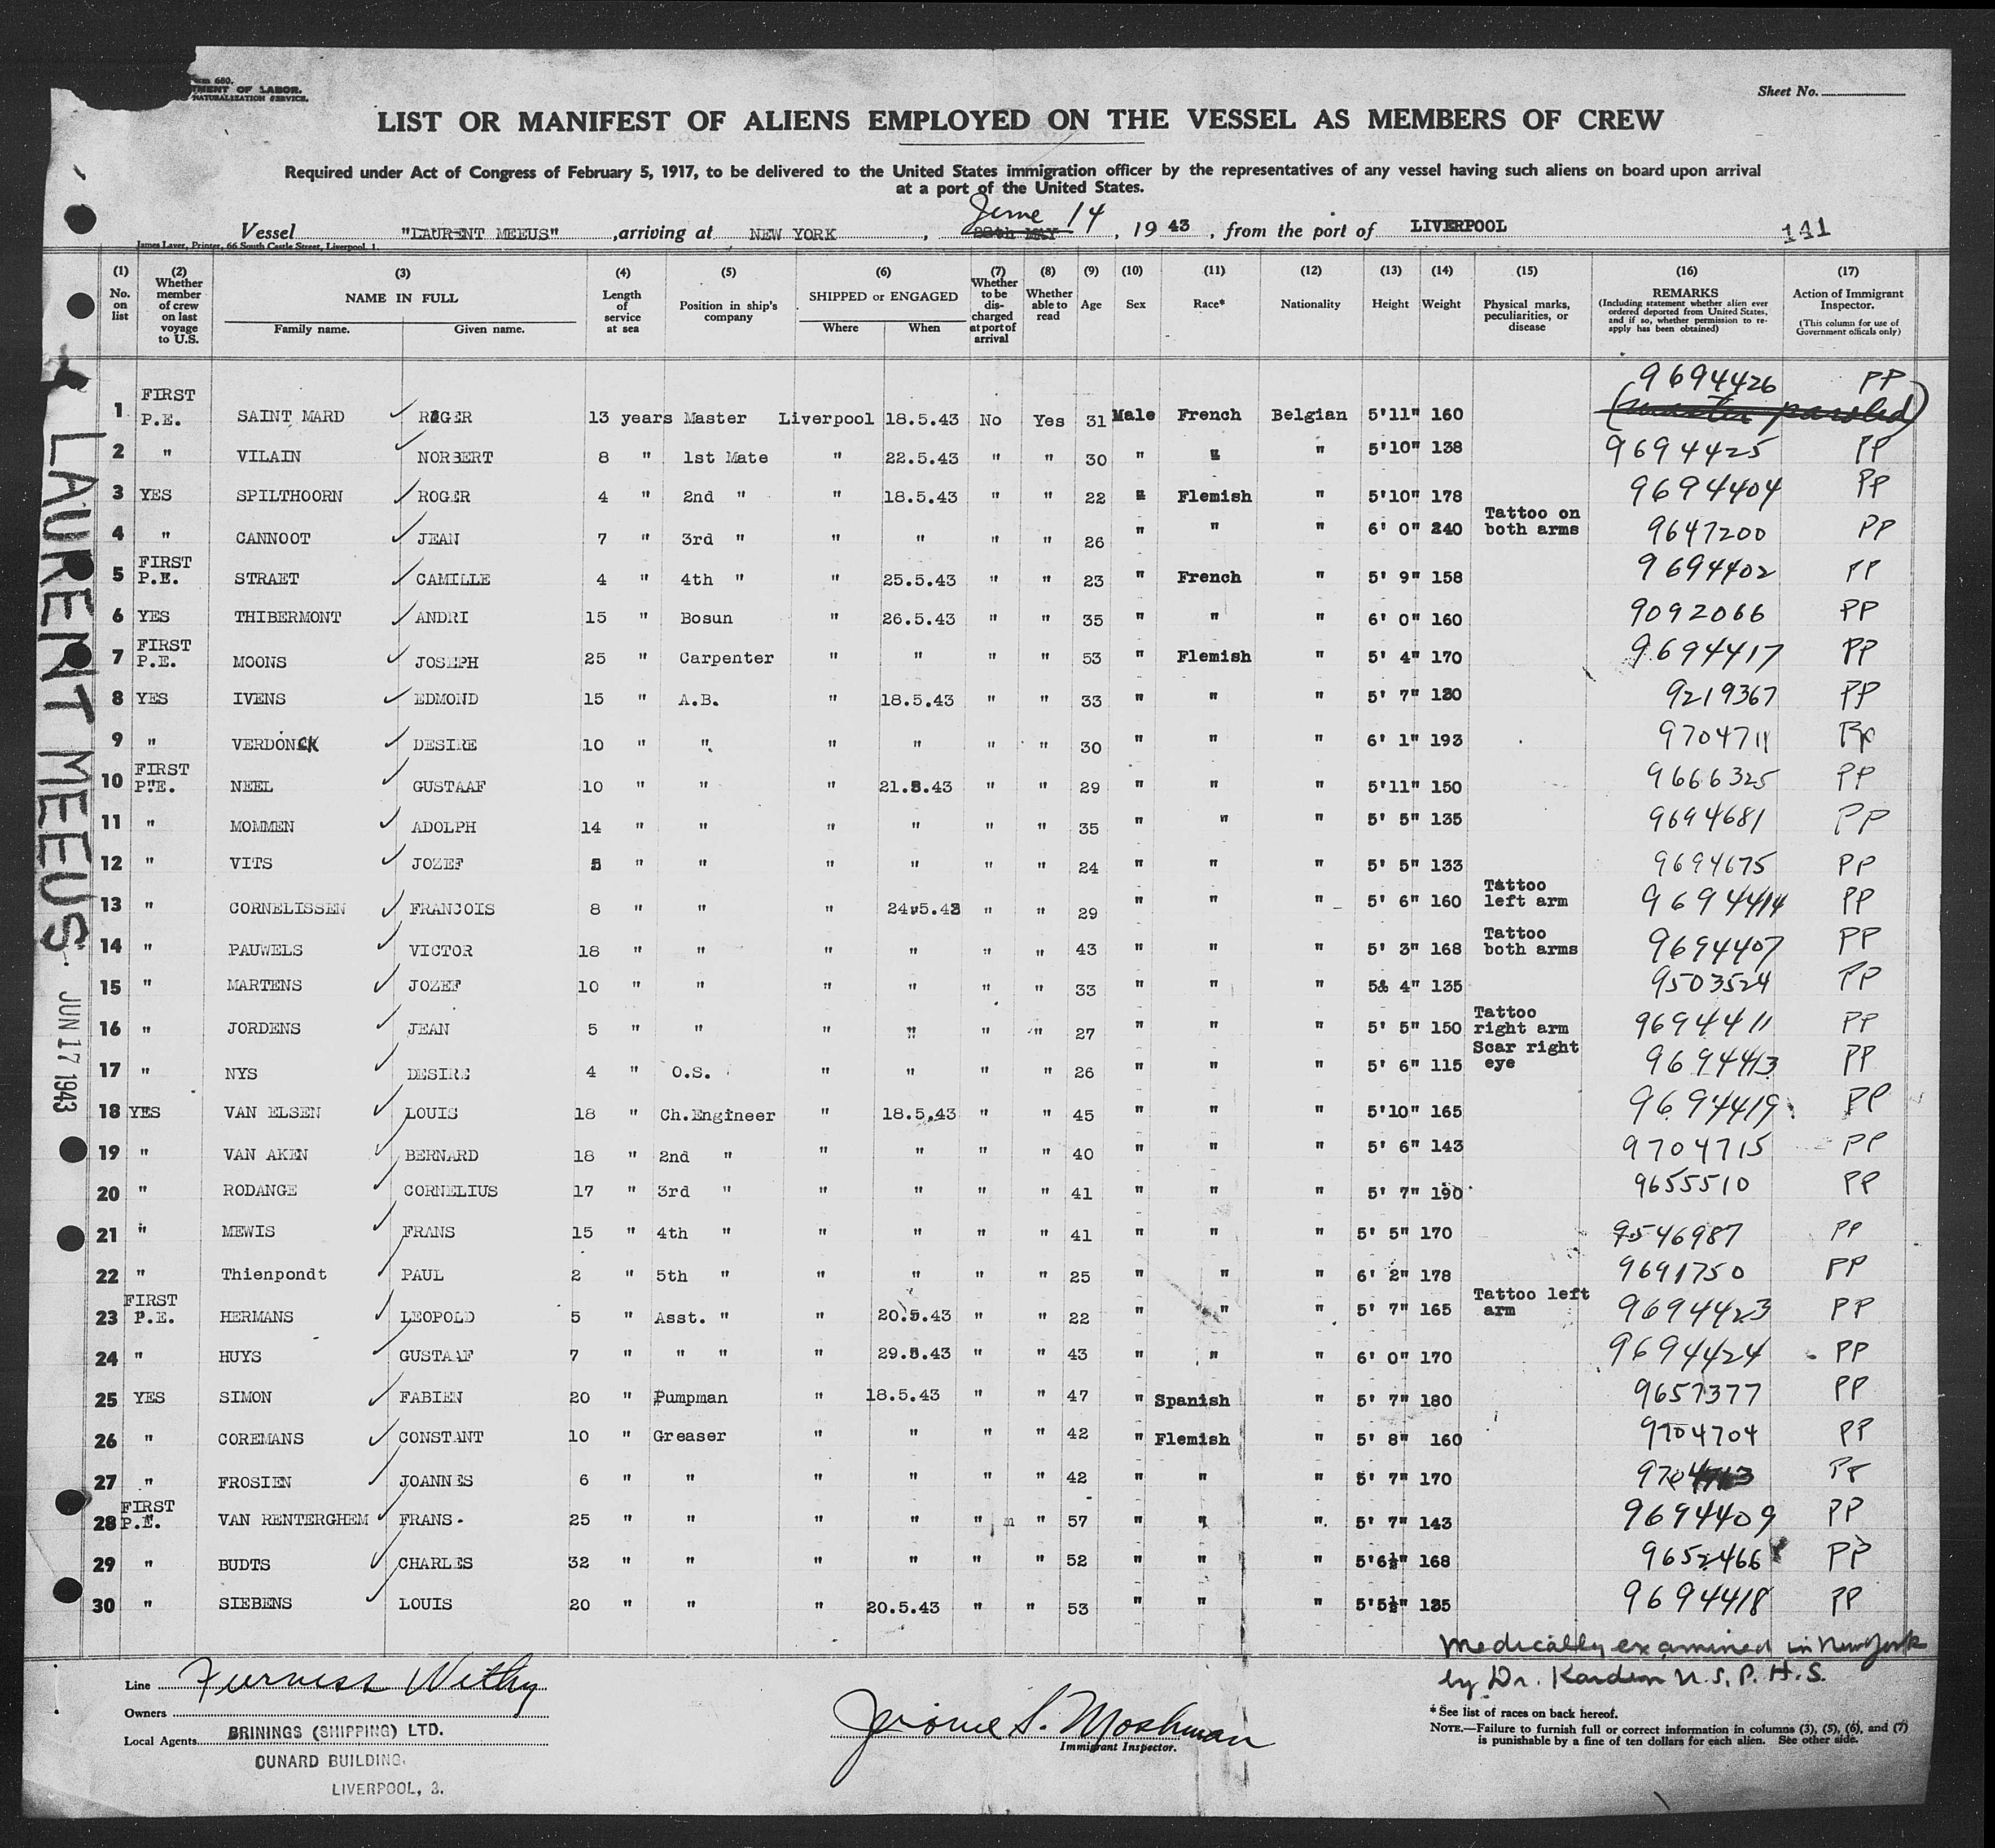 rm 680.
TMENT OF LABOR.
NATURALIZATION SERVICE.
Sheet No.
LIST OR MANIFEST OF ALIENS EMPLOYED ON THE VESSEL AS MEMBERS OF CREW
Required under Act of Congress of February 5, 1917, to be delivered to the United States immigration officer by the representatives of any vessel having such aliens on board upon arrival
at a port of the United States.
June 14
Vessel "LAURENT MEEUS" , arriving at NEW YORK , 28th MAY , 19 43 , from the port of LIVERPOOL 141
James Laver, Printer, 66 South Castle Street, Liverpool, 1.
(1) No. on list
(2) Whether member of crew on last voyage to U.S.
(3) NAME IN FULL Family name. Given name.
(4) Length of service at sea
(5) Position in ship's company
(6) SHIPPED or ENGAGED Where When
(7) Whether to be discharged at port of arrival
(8) Whether able to read
(9) Age
(10) Sex
(11) Race*
(12) Nationality
(13) Height
(14) Weight
(15) Physical marks, peculiarities, or disease
(16) REMARKS (Including statement whether alien ever ordered deported from United States, and if so, whether permission to re-apply has been obtained)
(17) Action of Immigrant Inspector. (This column for use of Government officials only)
1 FIRST P.E. SAINT MARD ROGER 13 years Master Liverpool 18.5.43 No Yes 31 Male French Belgian 5'11" 160 9694426 PP
(master paroled)
2 " VILAIN NORBERT 8 " 1st Mate " 22.5.43 " " 30 " " " 5'10" 138 9694425 PP
3 YES SPILTHOORN ROGER 4 " 2nd " " 18.5.43 " " 22 " Flemish " 5'10" 178 9694404 PP
4 " CANNOOT JEAN 7 " 3rd " " " " " 26 " " " 6' 0" 240 Tattoo on both arms 9647200 PP
5 FIRST P.E. STRAET CAMILLE 4 " 4th " " 25.5.43 " " 23 " French " 5' 9" 158 9694402 PP
6 YES THIBERMONT ANDRI 15 " Bosun " 26.5.43 " " 35 " " " 6' 0" 160 9092066 PP
7 FIRST P.E. MOONS JOSEPH 25 " Carpenter " " " " 53 " Flemish " 5' 4" 170 9694417 PP
8 YES IVENS EDMOND 15 " A.B. " 18.5.43 " " 33 " " " 5' 7" 130 9219367 PP
9 " VERDONCK DESIRE 10 " " " " " " 30 " " " 6' 1" 193 9704711 PP
10 FIRST P.E. NEEL GUSTAAF 10 " " " 21.5.43 " " 29 " " " 5'11" 150 9666325 PP
11 " MOMMEN ADOLPH 14 " " " " " " 35 " " " 5' 5" 135 9694681 PP
12 " VITS JOZEF 5 " " " " " " 24 " " " 5' 5" 133 9694675 PP
13 " CORNELISSEN FRANCOIS 8 " " " 24.5.43 " " 29 " " " 5' 6" 160 Tattoo left arm 9694414 PP
14 " PAUWELS VICTOR 18 " " " " " " 43 " " " 5' 3" 168 Tattoo both arms 9694407 PP
15 " MARTENS JOZEF 10 " " " " " " 33 " " " 5& 4" 135 9503524 PP
16 " JORDENS JEAN 5 " " " " " " 27 " " " 5' 5" 150 Tattoo right arm 9694411 PP
17 " NYS DESIRE 4 " O.S. " " " " 26 " " " 5' 6" 115 Scar right eye 9694413 PP
18 YES VAN ELSEN LOUIS 18 " Ch.Engineer " 18.5.43 " " 45 " " " 5'10" 165 9694419 PP
19 " VAN AKEN BERNARD 18 " 2nd " " " " " 40 " " " 5' 6" 143 9704715 PP
20 " RODANGE CORNELIUS 17 " 3rd " " " " " 41 " " " 5' 7" 190 9655510 PP
21 " MEWIS FRANS 15 " 4th " " " " " 41 " " " 5' 5" 170 9546987 PP
22 " Thienpondt PAUL 2 " 5th " " " " " 25 " " " 6' 2" 178 9691750 PP
23 FIRST P.E. HERMANS LEOPOLD 5 " Asst. " " 20.5.43 " " 22 " " " 5' 7" 165 Tattoo left arm 9694423 PP
24 " HUYS GUSTAAF 7 " " " " 29.5.43 " " 43 " " " 6' 0" 170 9694424 PP
25 YES SIMON FABIEN 20 " Pumpman " 18.5.43 " " 47 " Spanish " 5' 7" 180 9657377 PP
26 " COREMANS CONSTANT 10 " Greaser " " " " 42 " Flemish " 5' 8" 160 9704704 PP
27 " FROSIEN JOANNES 6 " " " " " " 42 " " " 5' 7" 170 PP
28 FIRST P.E. VAN RENTERGHEM FRANS 25 " " " " " " 57 " " " 5' 7" 143 9694409 PP
29 " BUDTS CHARLES 32 " " " " " " 52 " " " 5'6½" 168 9652466 PP
30 " SIEBENS LOUIS 20 " " " 20.5.43 " " 53 " " " 5'5½" 135 9694418 PP
LAURENT MEEUS.
JUN 17 1943
Medically examined in New York
by Dr. Kardon U.S.P.H.S.
Line Furness Withy
Owners
Local Agents BRININGS (SHIPPING) LTD.
CUNARD BUILDING.
LIVERPOOL, 3.
Jerome S. Moshman
Immigrant Inspector.
* See list of races on back hereof.
NOTE.—Failure to furnish full or correct information in columns (3), (5), (6), and (7)
is punishable by a fine of ten dollars for each alien. See other side.